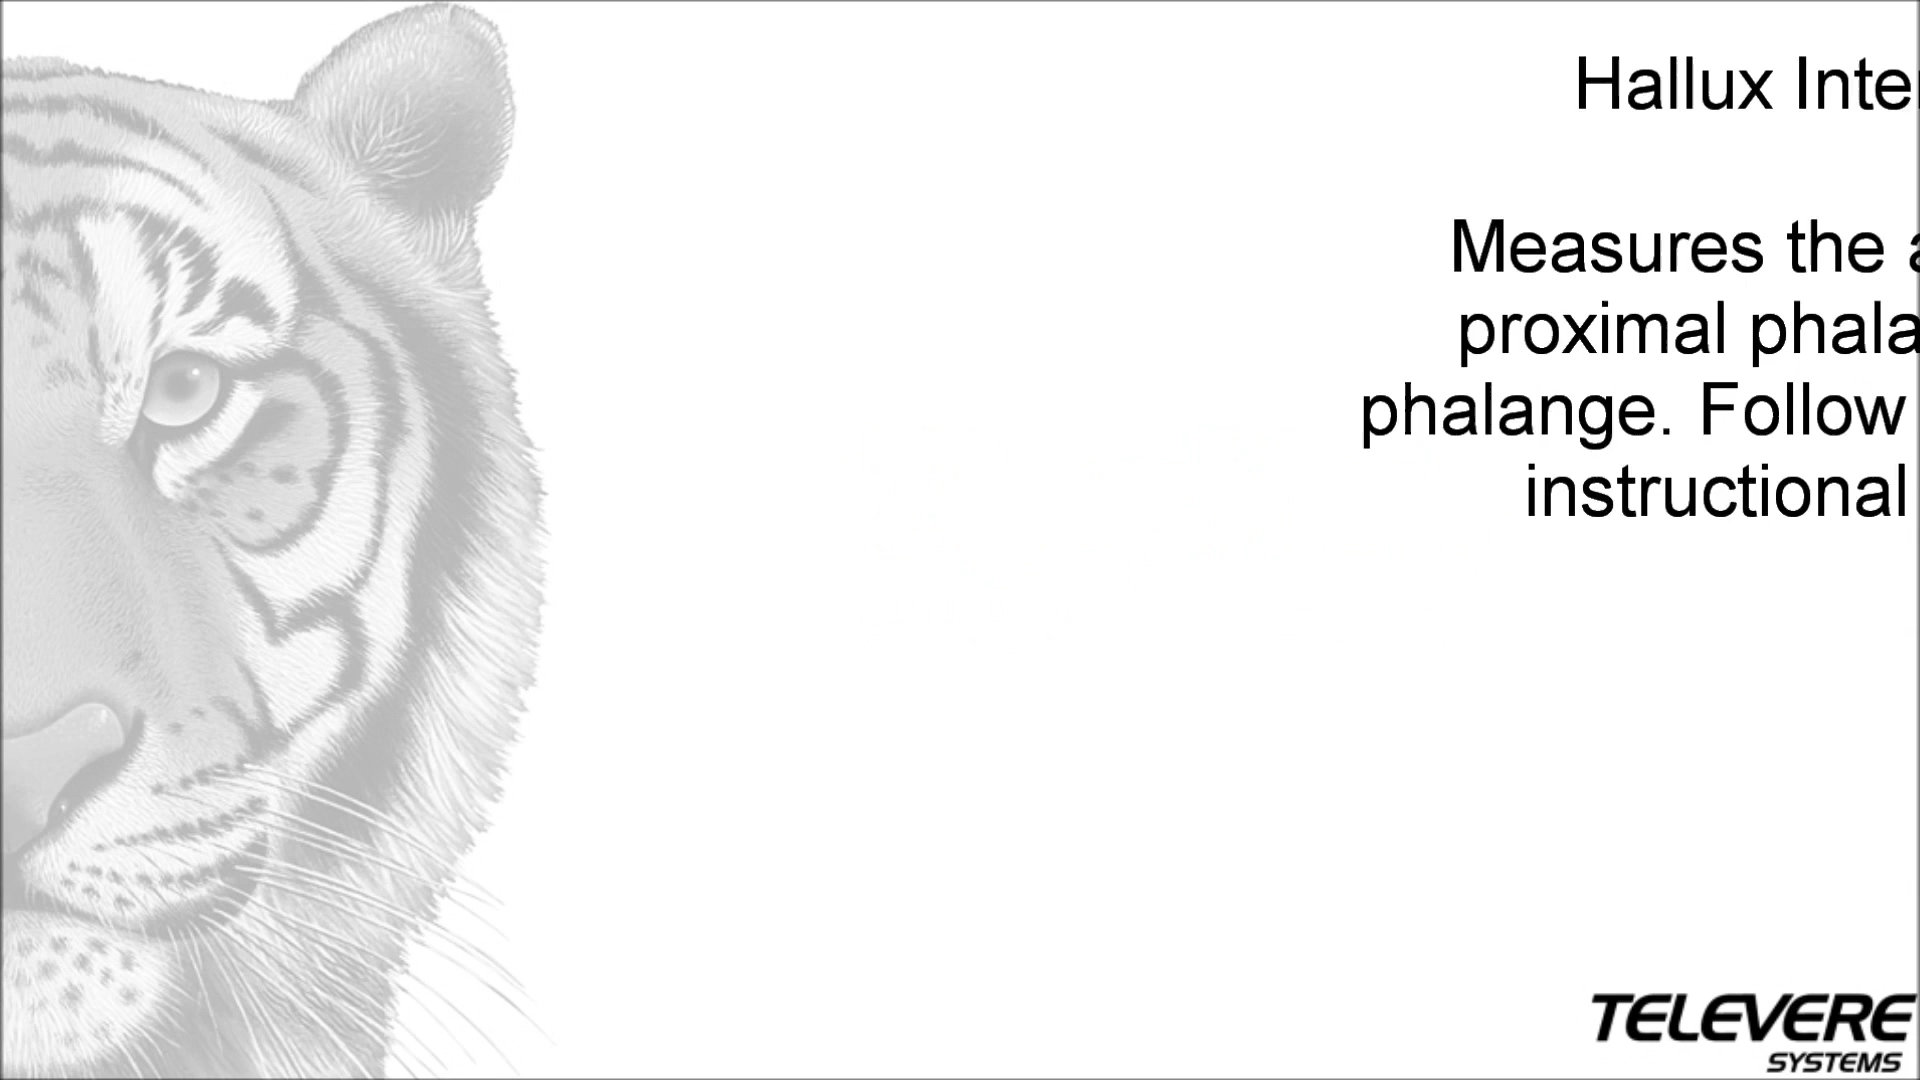 Hallux Inte
Measures the
proximal phala
phalange. Follow
instructional
TELEVERE
SYSTEMS